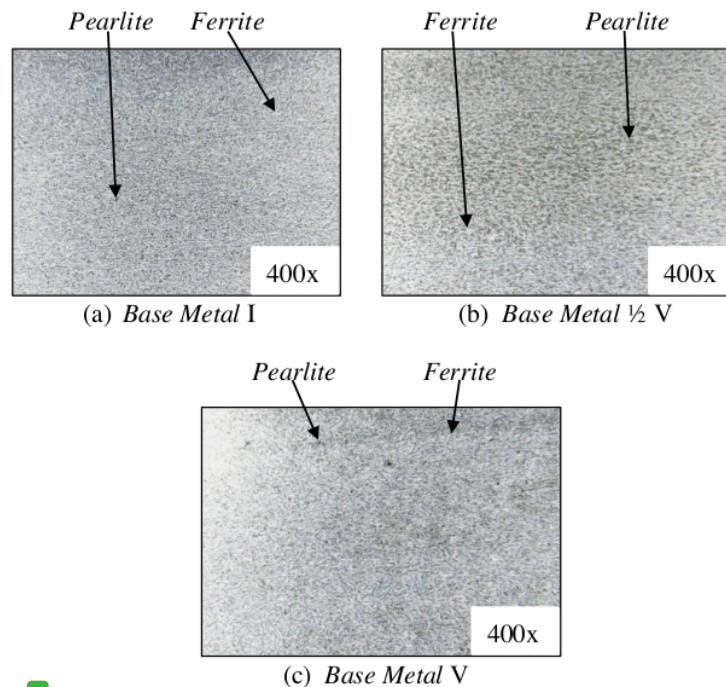 Pearlite Ferrite
Ferrite Pearlite
400x
400x
(a) Base Metal I
(b) Base Metal ½ V
Pearlite Ferrite
400x
(c) Base Metal V